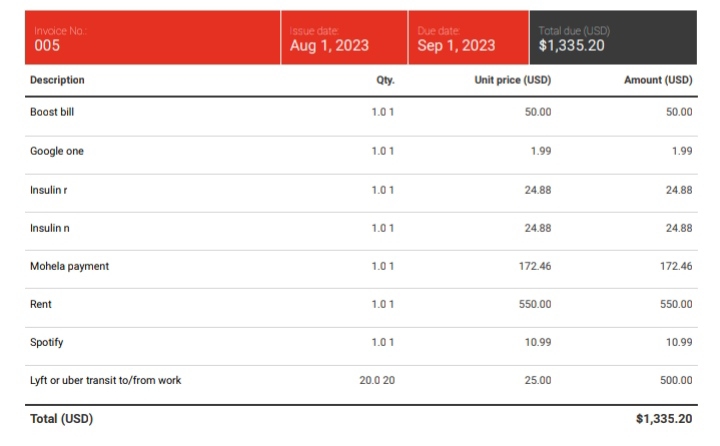 Invoice No.: Issue date: Due date: Total due (USD)
005 Aug 1, 2023 Sep 1, 2023 $1,335.20
Description Qty. Unit price (USD) Amount (USD)
Boost bill 1.0 1 50.00 50.00
Google one 1.0 1 1.99 1.99
Insulin r 1.0 1 24.88 24.88
Insulin n 1.0 1 24.88 24.88
Mohela payment 1.0 1 172.46 172.46
Rent 1.0 1 550.00 550.00
Spotify 1.0 1 10.99 10.99
Lyft or uber transit to/from work 20.0 20 25.00 500.00
Total (USD) $1,335.20